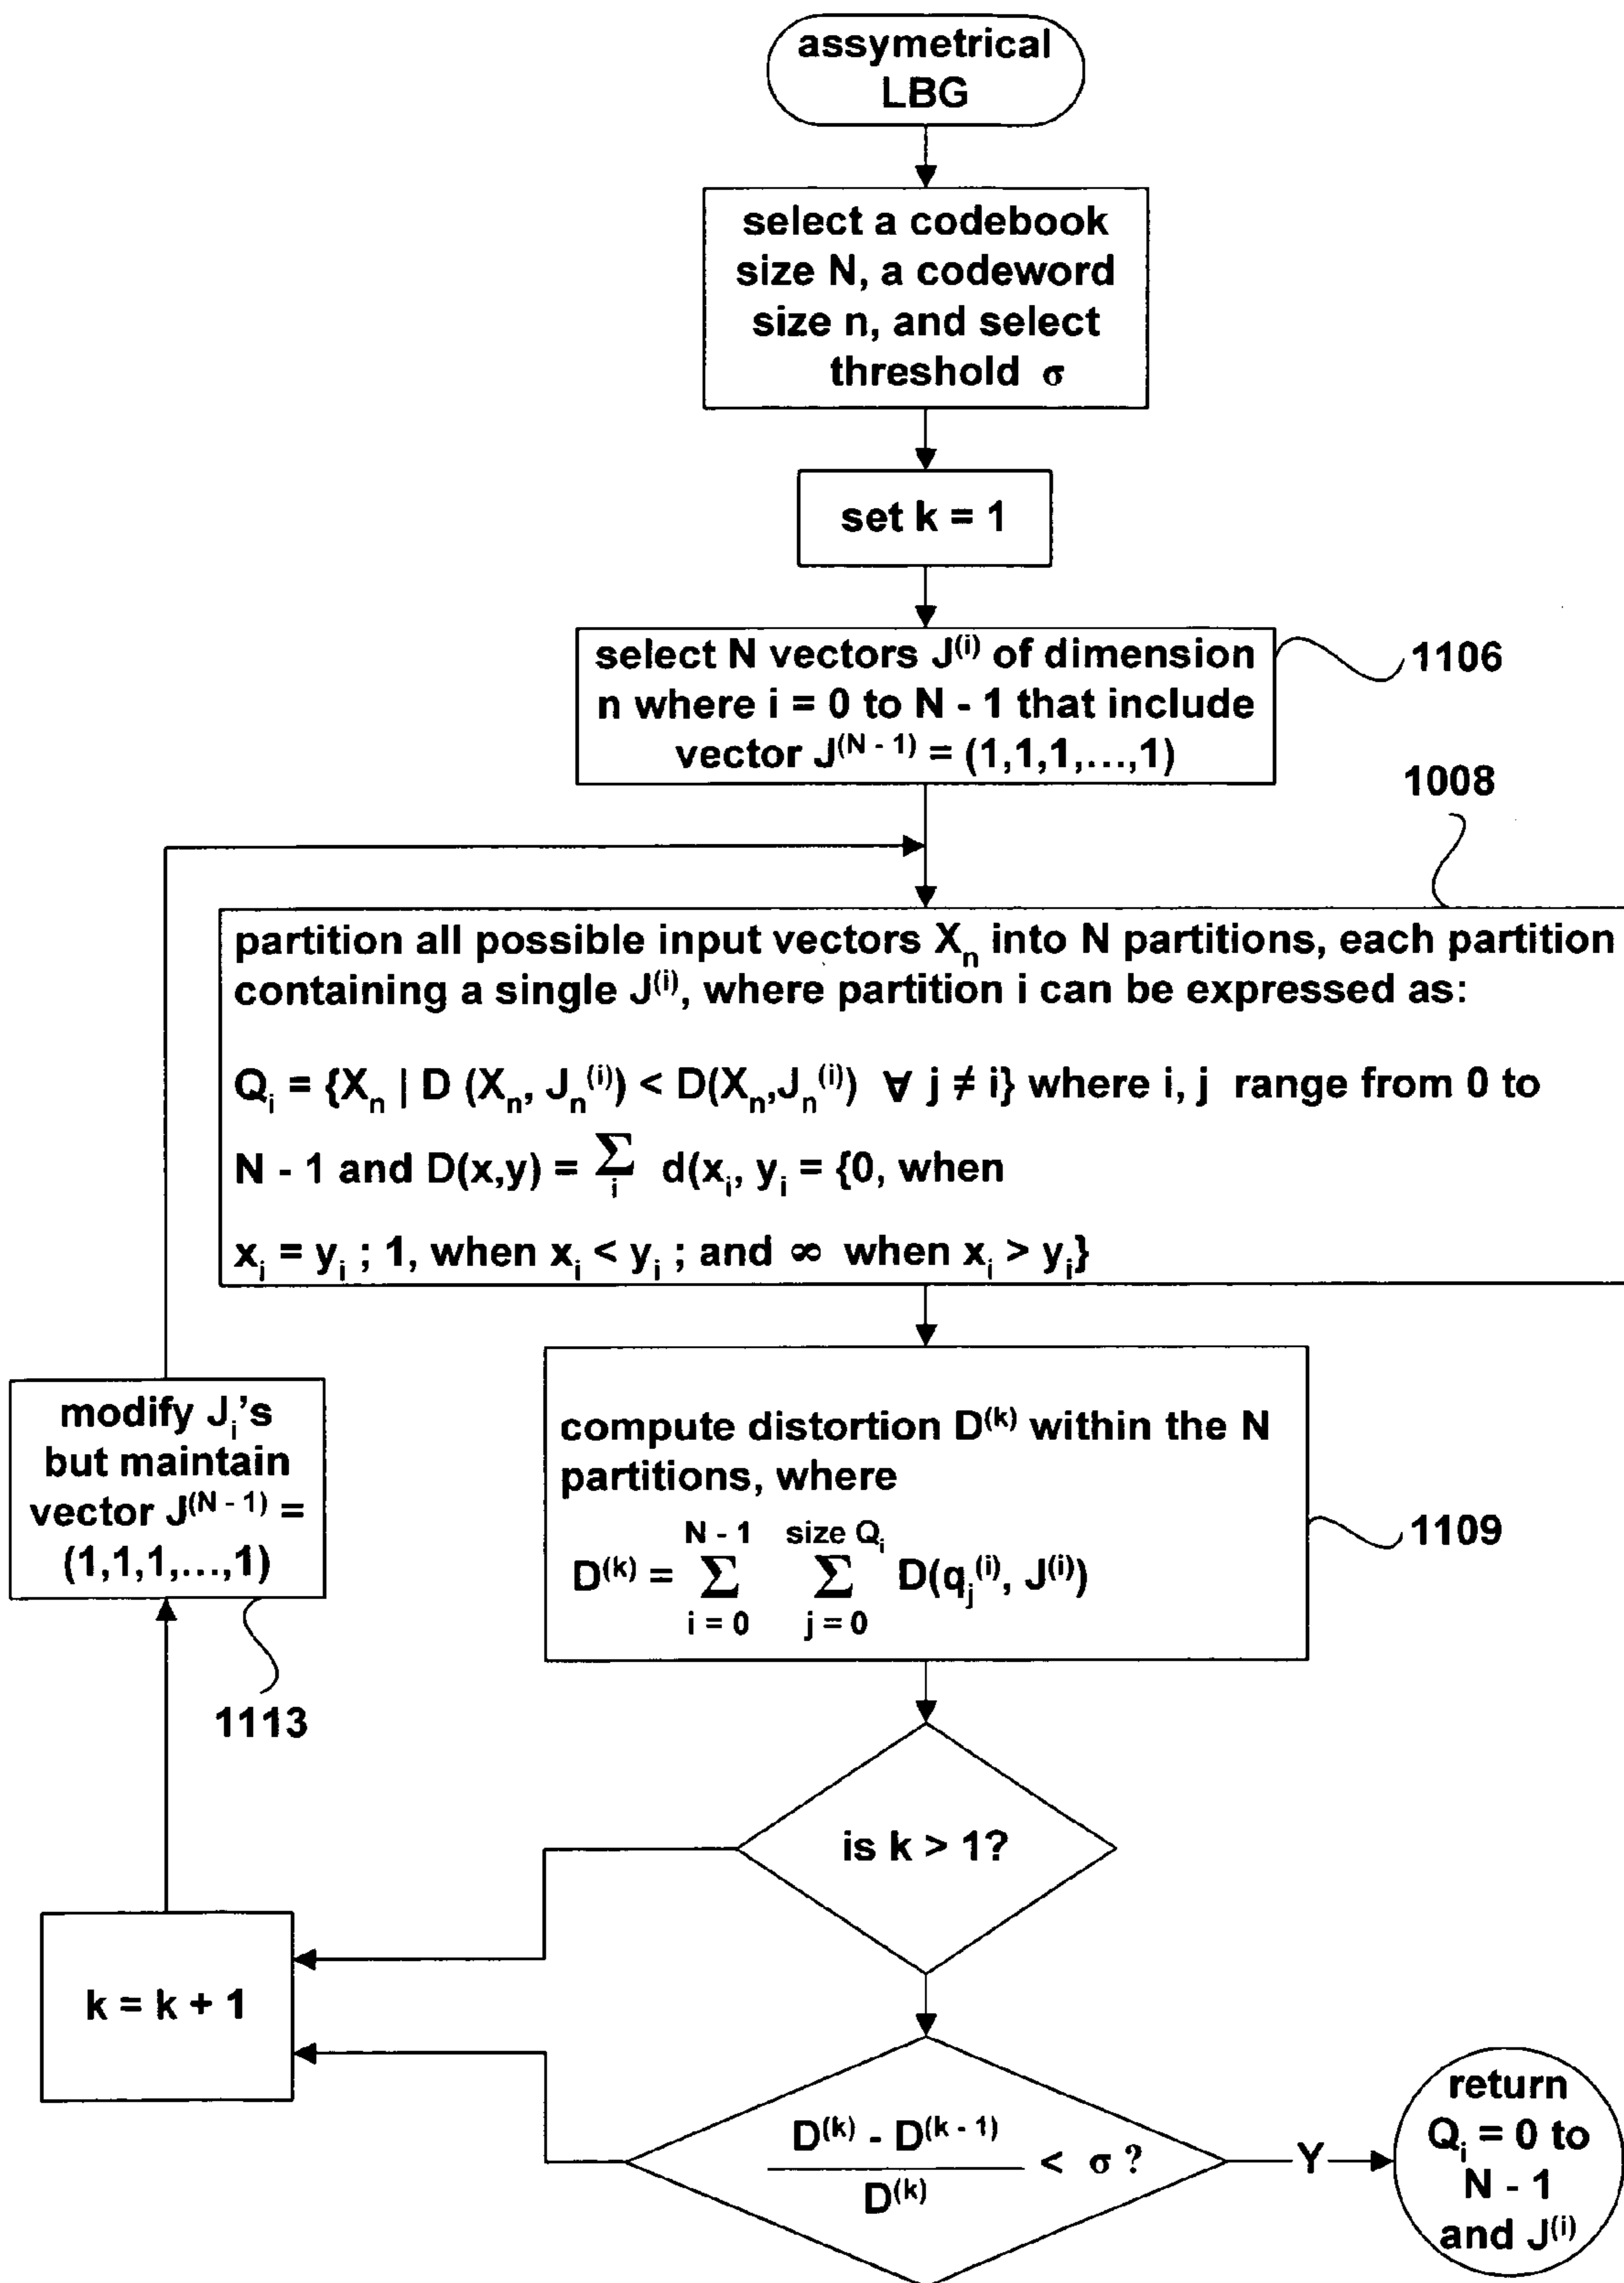 assymetrical
LBG
select a codebook
size N, a codeword
size n, and select
threshold σ
set k = 1
select N vectors J⁽ⁱ⁾ of dimension
n where i = 0 to N - 1 that include
vector J⁽ᴺ ⁻ ¹⁾ = (1,1,1,...,1)
1106
1008
partition all possible input vectors Xₙ into N partitions, each partition
containing a single J⁽ⁱ⁾, where partition i can be expressed as:
Qᵢ = {Xₙ | D (Xₙ, Jₙ⁽ⁱ⁾) < D(Xₙ,Jₙ⁽ⁱ⁾) ∀ j ≠ i} where i, j range from 0 to
N - 1 and D(x,y) = Σᵢ d(xᵢ, yᵢ = {0, when
xᵢ = yᵢ ; 1, when xᵢ < yᵢ ; and ∞ when xᵢ > yᵢ}
modify Jᵢ's
but maintain
vector J⁽ᴺ ⁻ ¹⁾ =
(1,1,1,...,1)
1113
compute distortion D⁽ᵏ⁾ within the N
partitions, where
N - 1 size Qᵢ
D⁽ᵏ⁾ = Σ Σ D(qⱼ⁽ⁱ⁾, J⁽ⁱ⁾)
i = 0 j = 0
1109
is k > 1?
k = k + 1
D⁽ᵏ⁾ - D⁽ᵏ ⁻ ¹⁾
< σ ?
D⁽ᵏ⁾
Y
return
Qᵢ = 0 to
N - 1
and J⁽ⁱ⁾